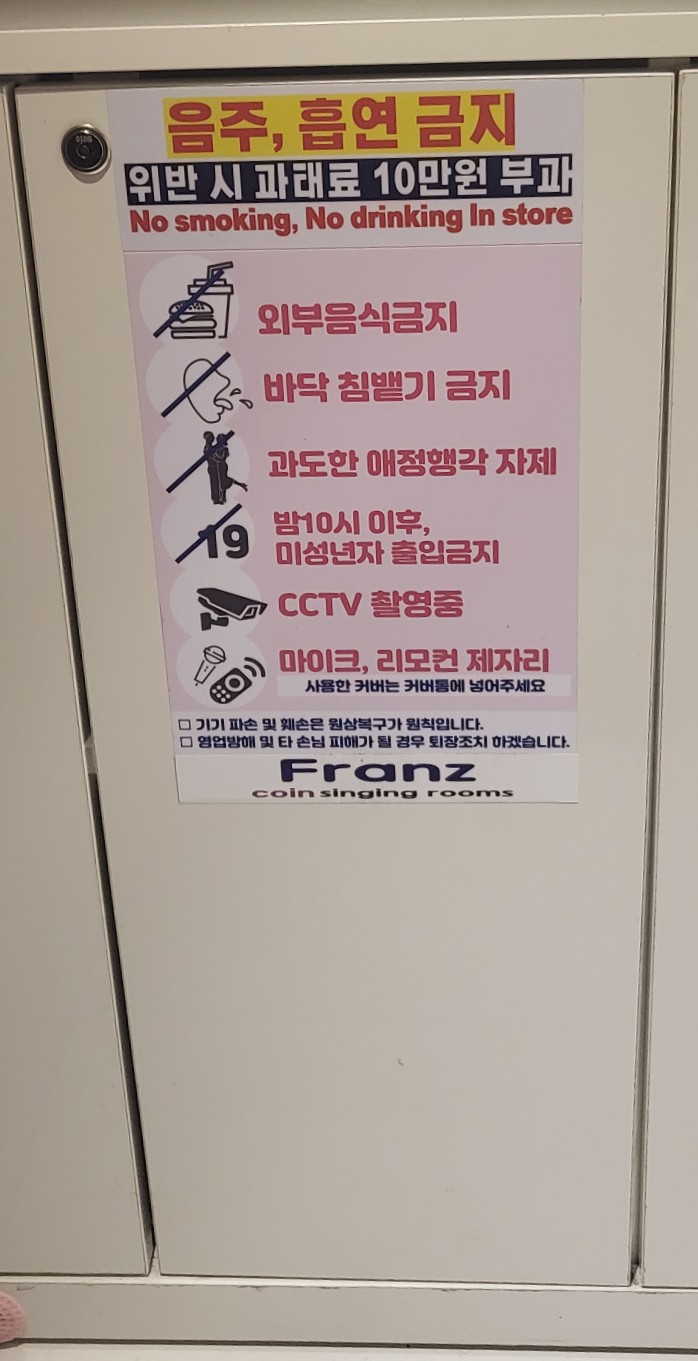 음주, 흡연 금지
위반 시 과태료 10만원 부과
No smoking, No drinking In store
외부음식금지
바닥 침뱉기 금지
과도한 애정행각 자제
19
밤10시 이후,
미성년자 출입금지
CCTV 촬영중
마이크, 리모컨 제자리
사용한 커버는 커버통에 넣어주세요
□ 기기 파손 및 훼손은 원상복구가 원칙입니다.
□ 영업방해 및 타 손님 피해가 될 경우 퇴장조치 하겠습니다.
Franz
coin singing rooms